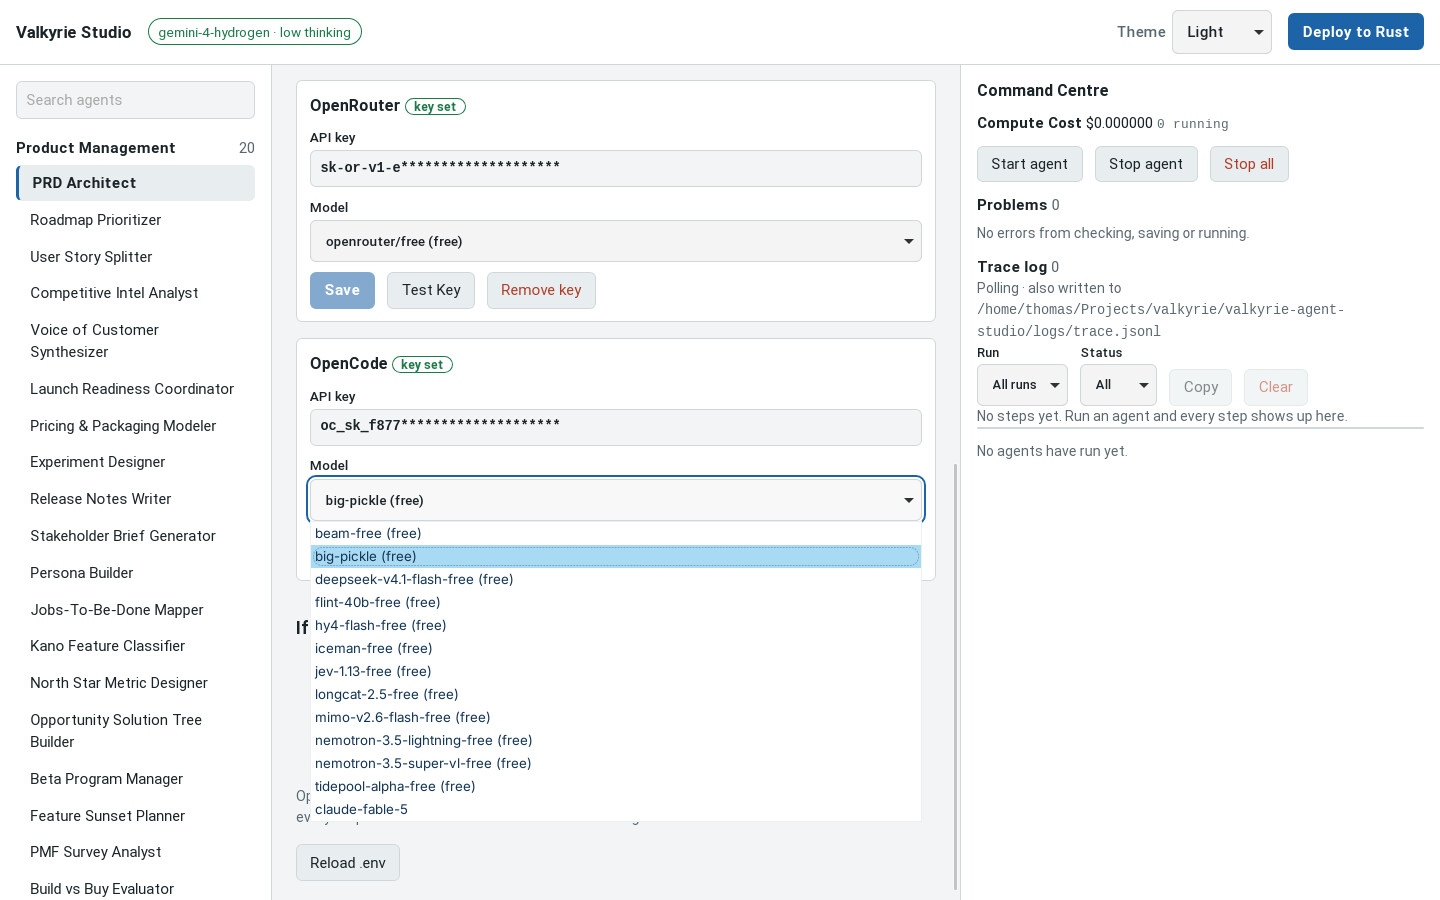 Valkyrie Studio
gemini-4-hydrogen · low thinking
Theme
Light
Deploy to Rust
Search agents
Product Management 20
PRD Architect
Roadmap Prioritizer
User Story Splitter
Competitive Intel Analyst
Voice of Customer
Synthesizer
Launch Readiness Coordinator
Pricing & Packaging Modeler
Experiment Designer
Release Notes Writer
Stakeholder Brief Generator
Persona Builder
Jobs-To-Be-Done Mapper
Kano Feature Classifier
North Star Metric Designer
Opportunity Solution Tree
Builder
Beta Program Manager
Feature Sunset Planner
PMF Survey Analyst
Build vs Buy Evaluator
OpenRouter key set
API key
sk-or-v1-e********************
Model
openrouter/free (free)
Save
Test Key
Remove key
OpenCode key set
API key
oc_sk_f877********************
Model
big-pickle (free)
beam-free (free)
big-pickle (free)
deepseek-v4.1-flash-free (free)
flint-40b-free (free)
If
hy4-flash-free (free)
iceman-free (free)
jev-1.13-free (free)
longcat-2.5-free (free)
mimo-v2.6-flash-free (free)
nemotron-3.5-lightning-free (free)
nemotron-3.5-super-vl-free (free)
tidepool-alpha-free (free)
claude-fable-5
Reload .env
Command Centre
Compute Cost $0.000000 0 running
Start agent
Stop agent
Stop all
Problems 0
No errors from checking, saving or running.
Trace log 0
Polling · also written to
/home/thomas/Projects/valkyrie/valkyrie-agent-
studio/logs/trace.jsonl
Run
Status
All runs
All
Copy
Clear
No steps yet. Run an agent and every step shows up here.
No agents have run yet.